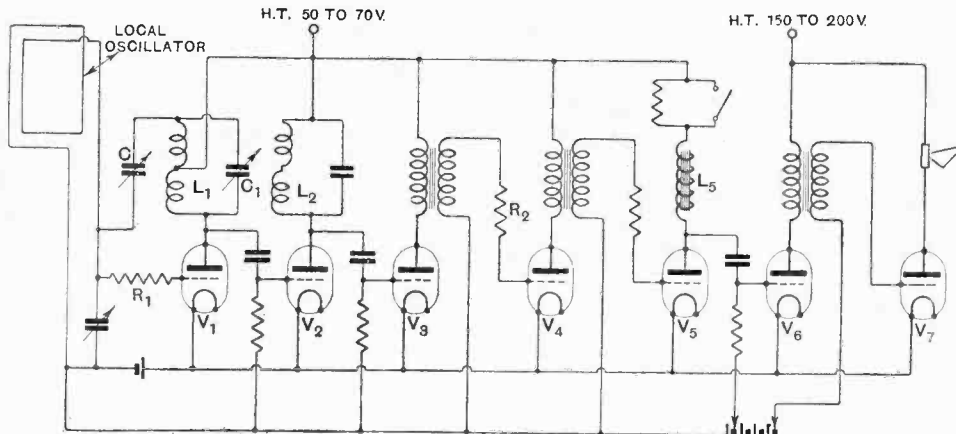 H.T. 50 TO 70V.
H.T. 150 TO 200V.
LOCAL
OSCILLATOR
C
L1
C1
L2
R2
L5
R1
V1
V2
V3
V4
V5
V6
V7